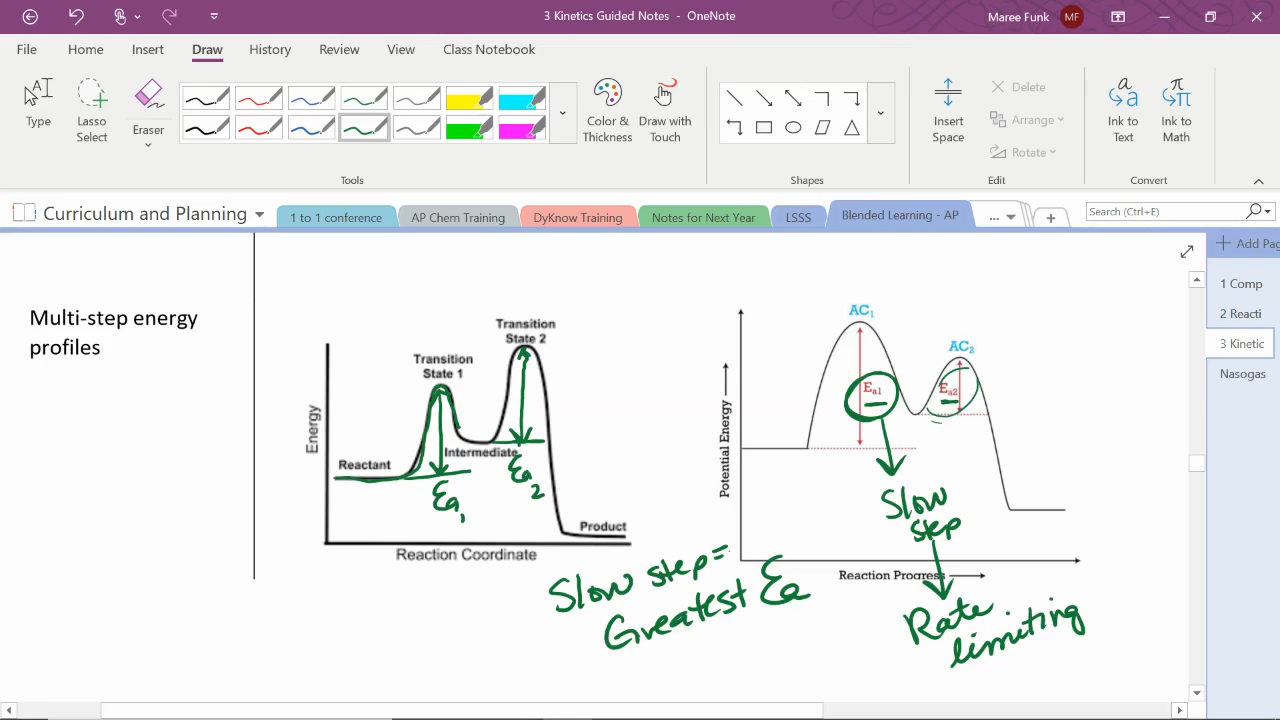 3 Kinetics Guided Notes - OneNote
Maree Funk
MF
File
Home
Insert
Draw
History
Review
View
Class Notebook
Type
Lasso
Select
Eraser
Color &
Thickness
Draw with
Touch
Insert
Space
Delete
Arrange
Rotate
Ink to
Text
Ink to
Math
Tools
Shapes
Edit
Convert
Curriculum and Planning
1 to 1 conference
AP Chem Training
DyKnow Training
Notes for Next Year
LSSS
Blended Learning - AP
...
Search (Ctrl+E)
Add Pag
1 Comp
2 Reacti
3 Kinetic
Nasogas
Multi-step energy
profiles
Transition
State 2
Transition
State 1
Energy
Reactant
Intermediate
Ea1
Ea2
Product
Reaction Coordinate
AC1
AC2
Ea1
Ea2
Potential Energy
Reaction Progress
Slow
step
Rate
limiting
Slow step =
Greatest Ea